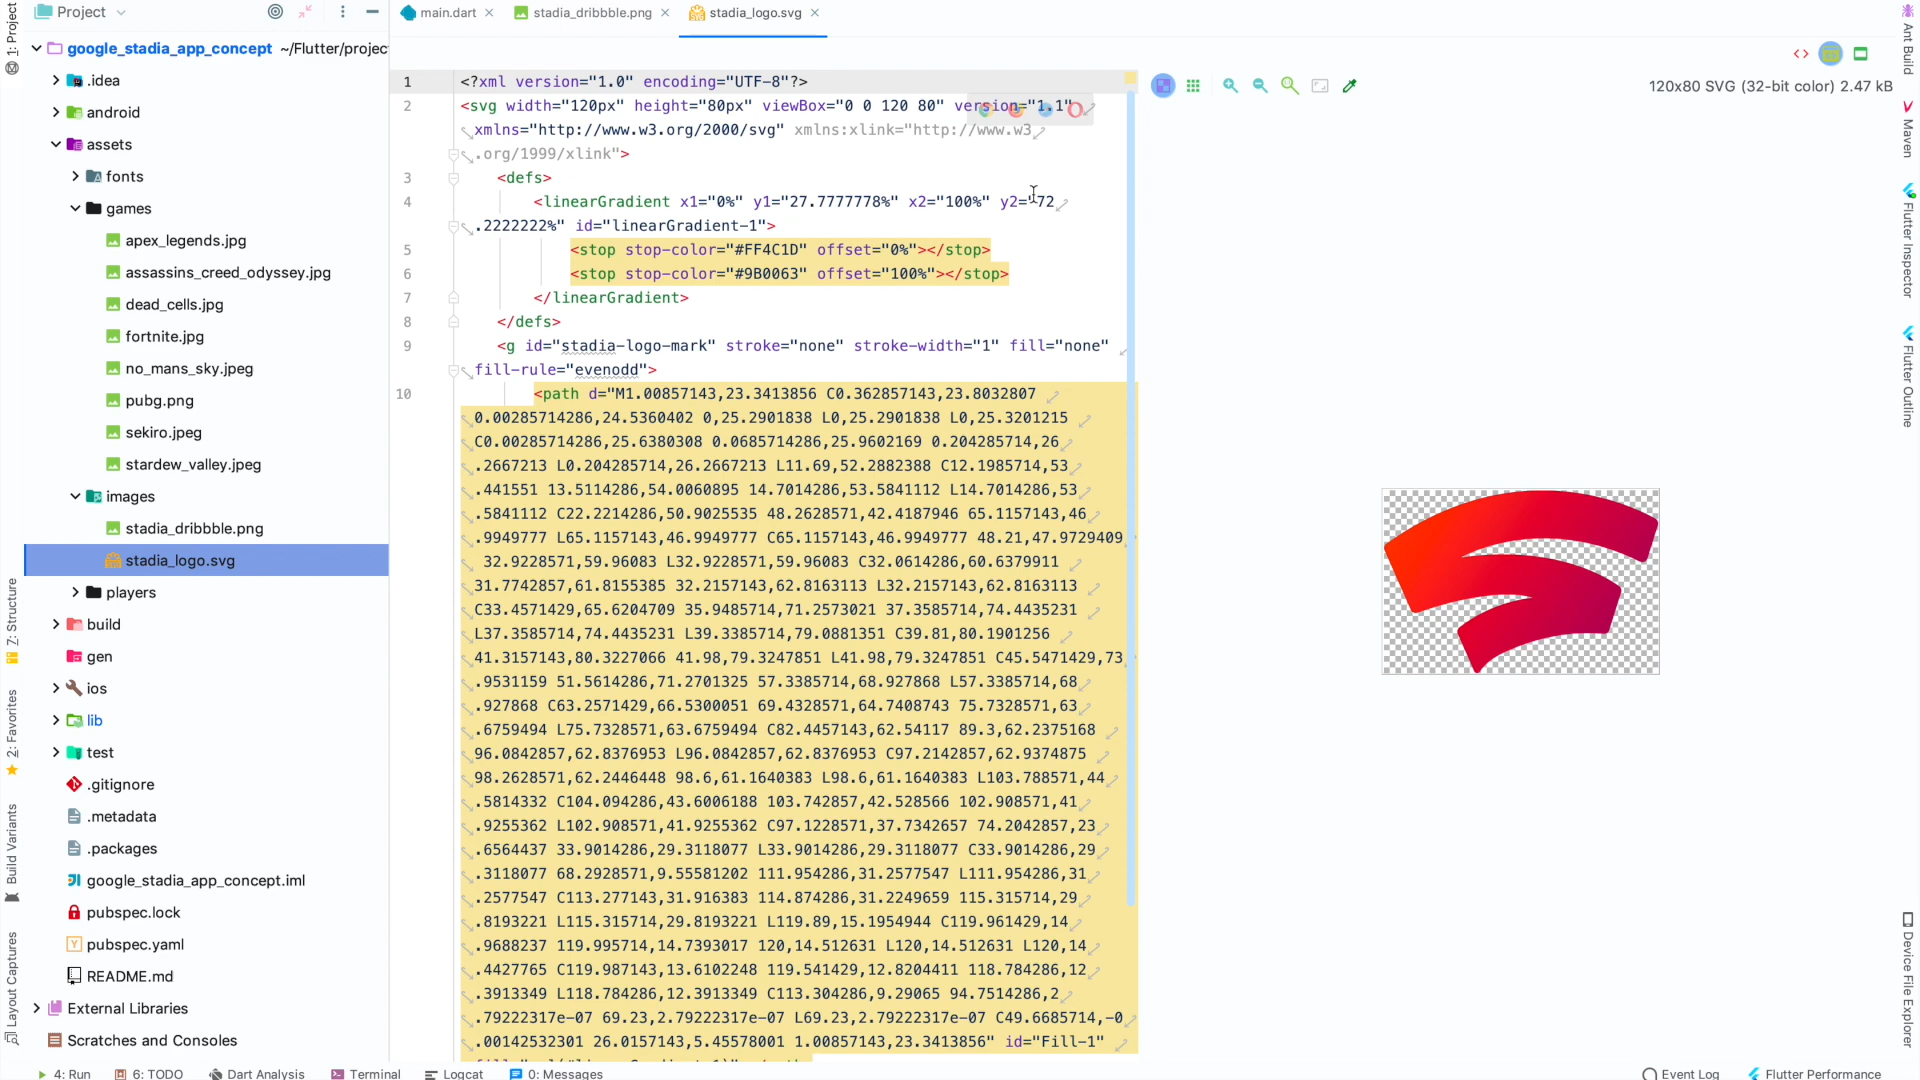 Project
main.dart
stadia_dribbble.png
stadia_logo.svg
1: Project
google_stadia_app_concept ~/Flutter/projec
.idea
android
assets
fonts
games
apex_legends.jpg
assassins_creed_odyssey.jpg
dead_cells.jpg
fortnite.jpg
no_mans_sky.jpeg
pubg.png
sekiro.jpeg
stardew_valley.jpeg
images
stadia_dribbble.png
stadia_logo.svg
players
build
gen
ios
lib
test
.gitignore
.metadata
.packages
google_stadia_app_concept.iml
pubspec.lock
pubspec.yaml
README.md
External Libraries
Scratches and Consoles
Z: Structure
2: Favorites
Build Variants
Layout Captures
1 <?xml version="1.0" encoding="UTF-8"?>
2 <svg width="120px" height="80px" viewBox="0 0 120 80" version="1.1"
xmlns="http://www.w3.org/2000/svg" xmlns:xlink="http://www.w3
.org/1999/xlink">
3 <defs>
4 <linearGradient x1="0%" y1="27.7777778%" x2="100%" y2="72
.2222222%" id="linearGradient-1">
5 <stop stop-color="#FF4C1D" offset="0%"></stop>
6 <stop stop-color="#9B0063" offset="100%"></stop>
7 </linearGradient>
8 </defs>
9 <g id="stadia-logo-mark" stroke="none" stroke-width="1" fill="none"
fill-rule="evenodd">
10 <path d="M1.00857143,23.3413856 C0.362857143,23.8032807
0.00285714286,24.5360402 0,25.2901838 L0,25.2901838 L0,25.3201215
C0.00285714286,25.6380308 0.0685714286,25.9602169 0.204285714,26
.2667213 L0.204285714,26.2667213 L11.69,52.2882388 C12.1985714,53
.441551 13.5114286,54.0060895 14.7014286,53.5841112 L14.7014286,53
.5841112 C22.2214286,50.9025535 48.2628571,42.4187946 65.1157143,46
.9949777 L65.1157143,46.9949777 C65.1157143,46.9949777 48.21,47.9729409
32.9228571,59.96083 L32.9228571,59.96083 C32.0614286,60.6379911
31.7742857,61.8155385 32.2157143,62.8163113 L32.2157143,62.8163113
C33.4571429,65.6204709 35.9485714,71.2573021 37.3585714,74.4435231
L37.3585714,74.4435231 L39.3385714,79.0881351 C39.81,80.1901256
41.3157143,80.3227066 41.98,79.3247851 L41.98,79.3247851 C45.5471429,73
.9531159 51.5614286,71.2701325 57.3385714,68.927868 L57.3385714,68
.927868 C63.2571429,66.5300051 69.4328571,64.7408743 75.7328571,63
.6759494 L75.7328571,63.6759494 C82.4457143,62.54117 89.3,62.2375168
96.0842857,62.8376953 L96.0842857,62.8376953 C97.2142857,62.9374875
98.2628571,62.2446448 98.6,61.1640383 L98.6,61.1640383 L103.788571,44
.5814332 C104.094286,43.6006188 103.742857,42.528566 102.908571,41
.9255362 L102.908571,41.9255362 C97.1228571,37.7342657 74.2042857,23
.6564437 33.9014286,29.3118077 L33.9014286,29.3118077 C33.9014286,29
.3118077 68.2928571,9.55581202 111.954286,31.2577547 L111.954286,31
.2577547 C113.277143,31.916383 114.874286,31.2249659 115.315714,29
.8193221 L115.315714,29.8193221 L119.89,15.1954944 C119.961429,14
.9688237 119.995714,14.7393017 120,14.512631 L120,14.512631 L120,14
.4427765 C119.987143,13.6102248 119.541429,12.8204411 118.784286,12
.3913349 L118.784286,12.3913349 C113.304286,9.29065 94.7514286,2
.79222317e-07 69.23,2.79222317e-07 L69.23,2.79222317e-07 C49.6685714,-0
.00142532301 26.0157143,5.45578001 1.00857143,23.3413856" id="Fill-1"
120x80 SVG (32-bit color) 2.47 kB
Ant Build
Maven
Flutter Inspector
Flutter Outline
Device File Explorer
4: Run
6: TODO
Dart Analysis
Terminal
Logcat
0: Messages
Event Log
Flutter Performance